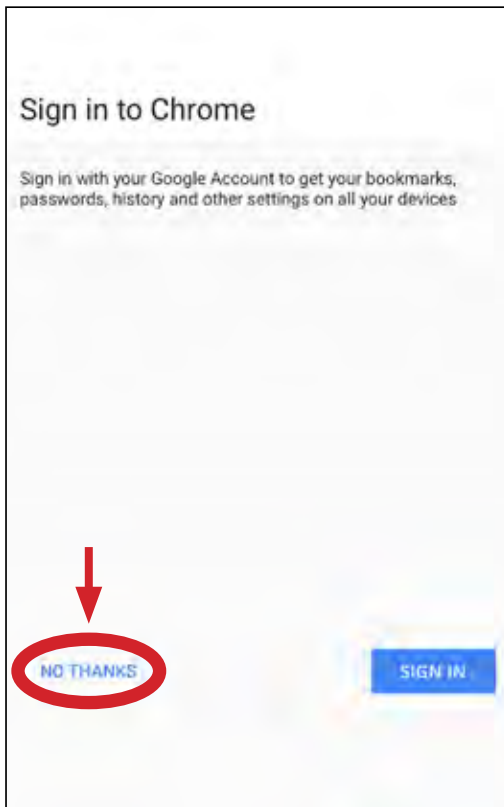 Sign in to Chrome
Sign in with your Google Account to get your bookmarks,
passwords, history and other settings on all your devices
NO THANKS
SIGN IN